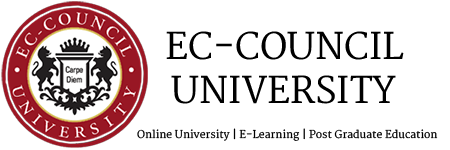 EC-COUNCIL
UNIVERSITY
Carpe
Diem
EC-COUNCIL
UNIVERSITY
Online University | E-Learning | Post Graduate Education